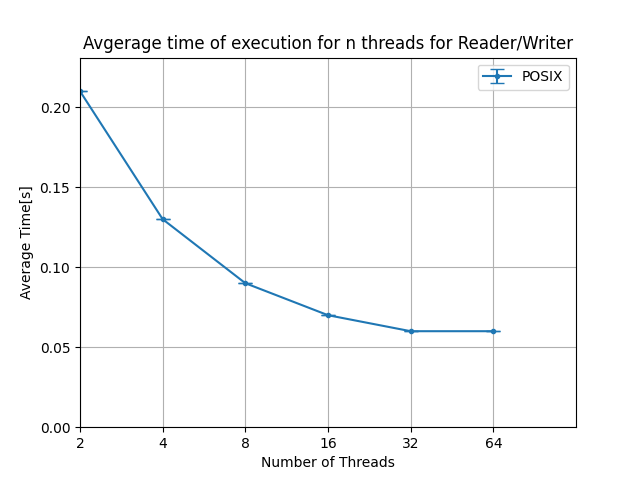 Avgerage time of execution for n threads for Reader/Writer
POSIX
0.20
0.15
0.10
0.05
0.00
Average Time[s]
2 4 8 16 32 64
Number of Threads